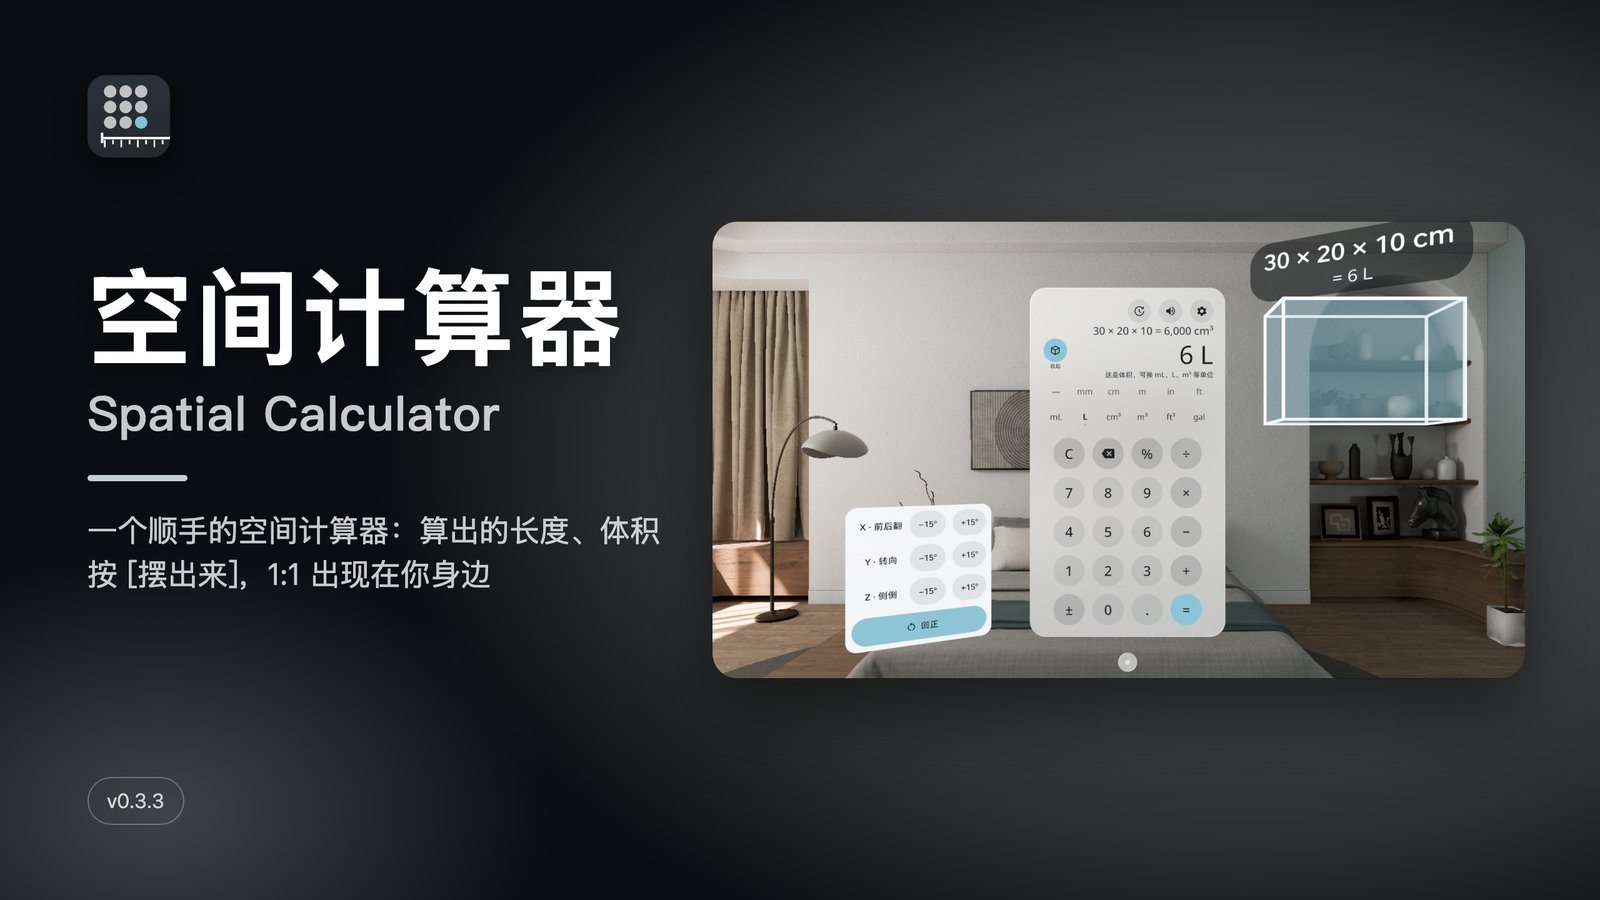 空间计算器
Spatial Calculator
一个顺手的空间计算器：算出的长度、体积
按 [摆出来]，1:1 出现在你身边
v0.3.3
30 × 20 × 10 cm
= 6 L
30 × 20 × 10 = 6,000 cm³
6 L
收起
这是体积，可换 mL、L、m³ 等单位
— mm cm m in ft
mL L cm³ m³ ft³ gal
C % ÷
7 8 9 ×
4 5 6 −
1 2 3 +
± 0 . =
X · 前后翻 −15° +15°
Y · 转向 −15° +15°
Z · 侧倒 −15° +15°
回正